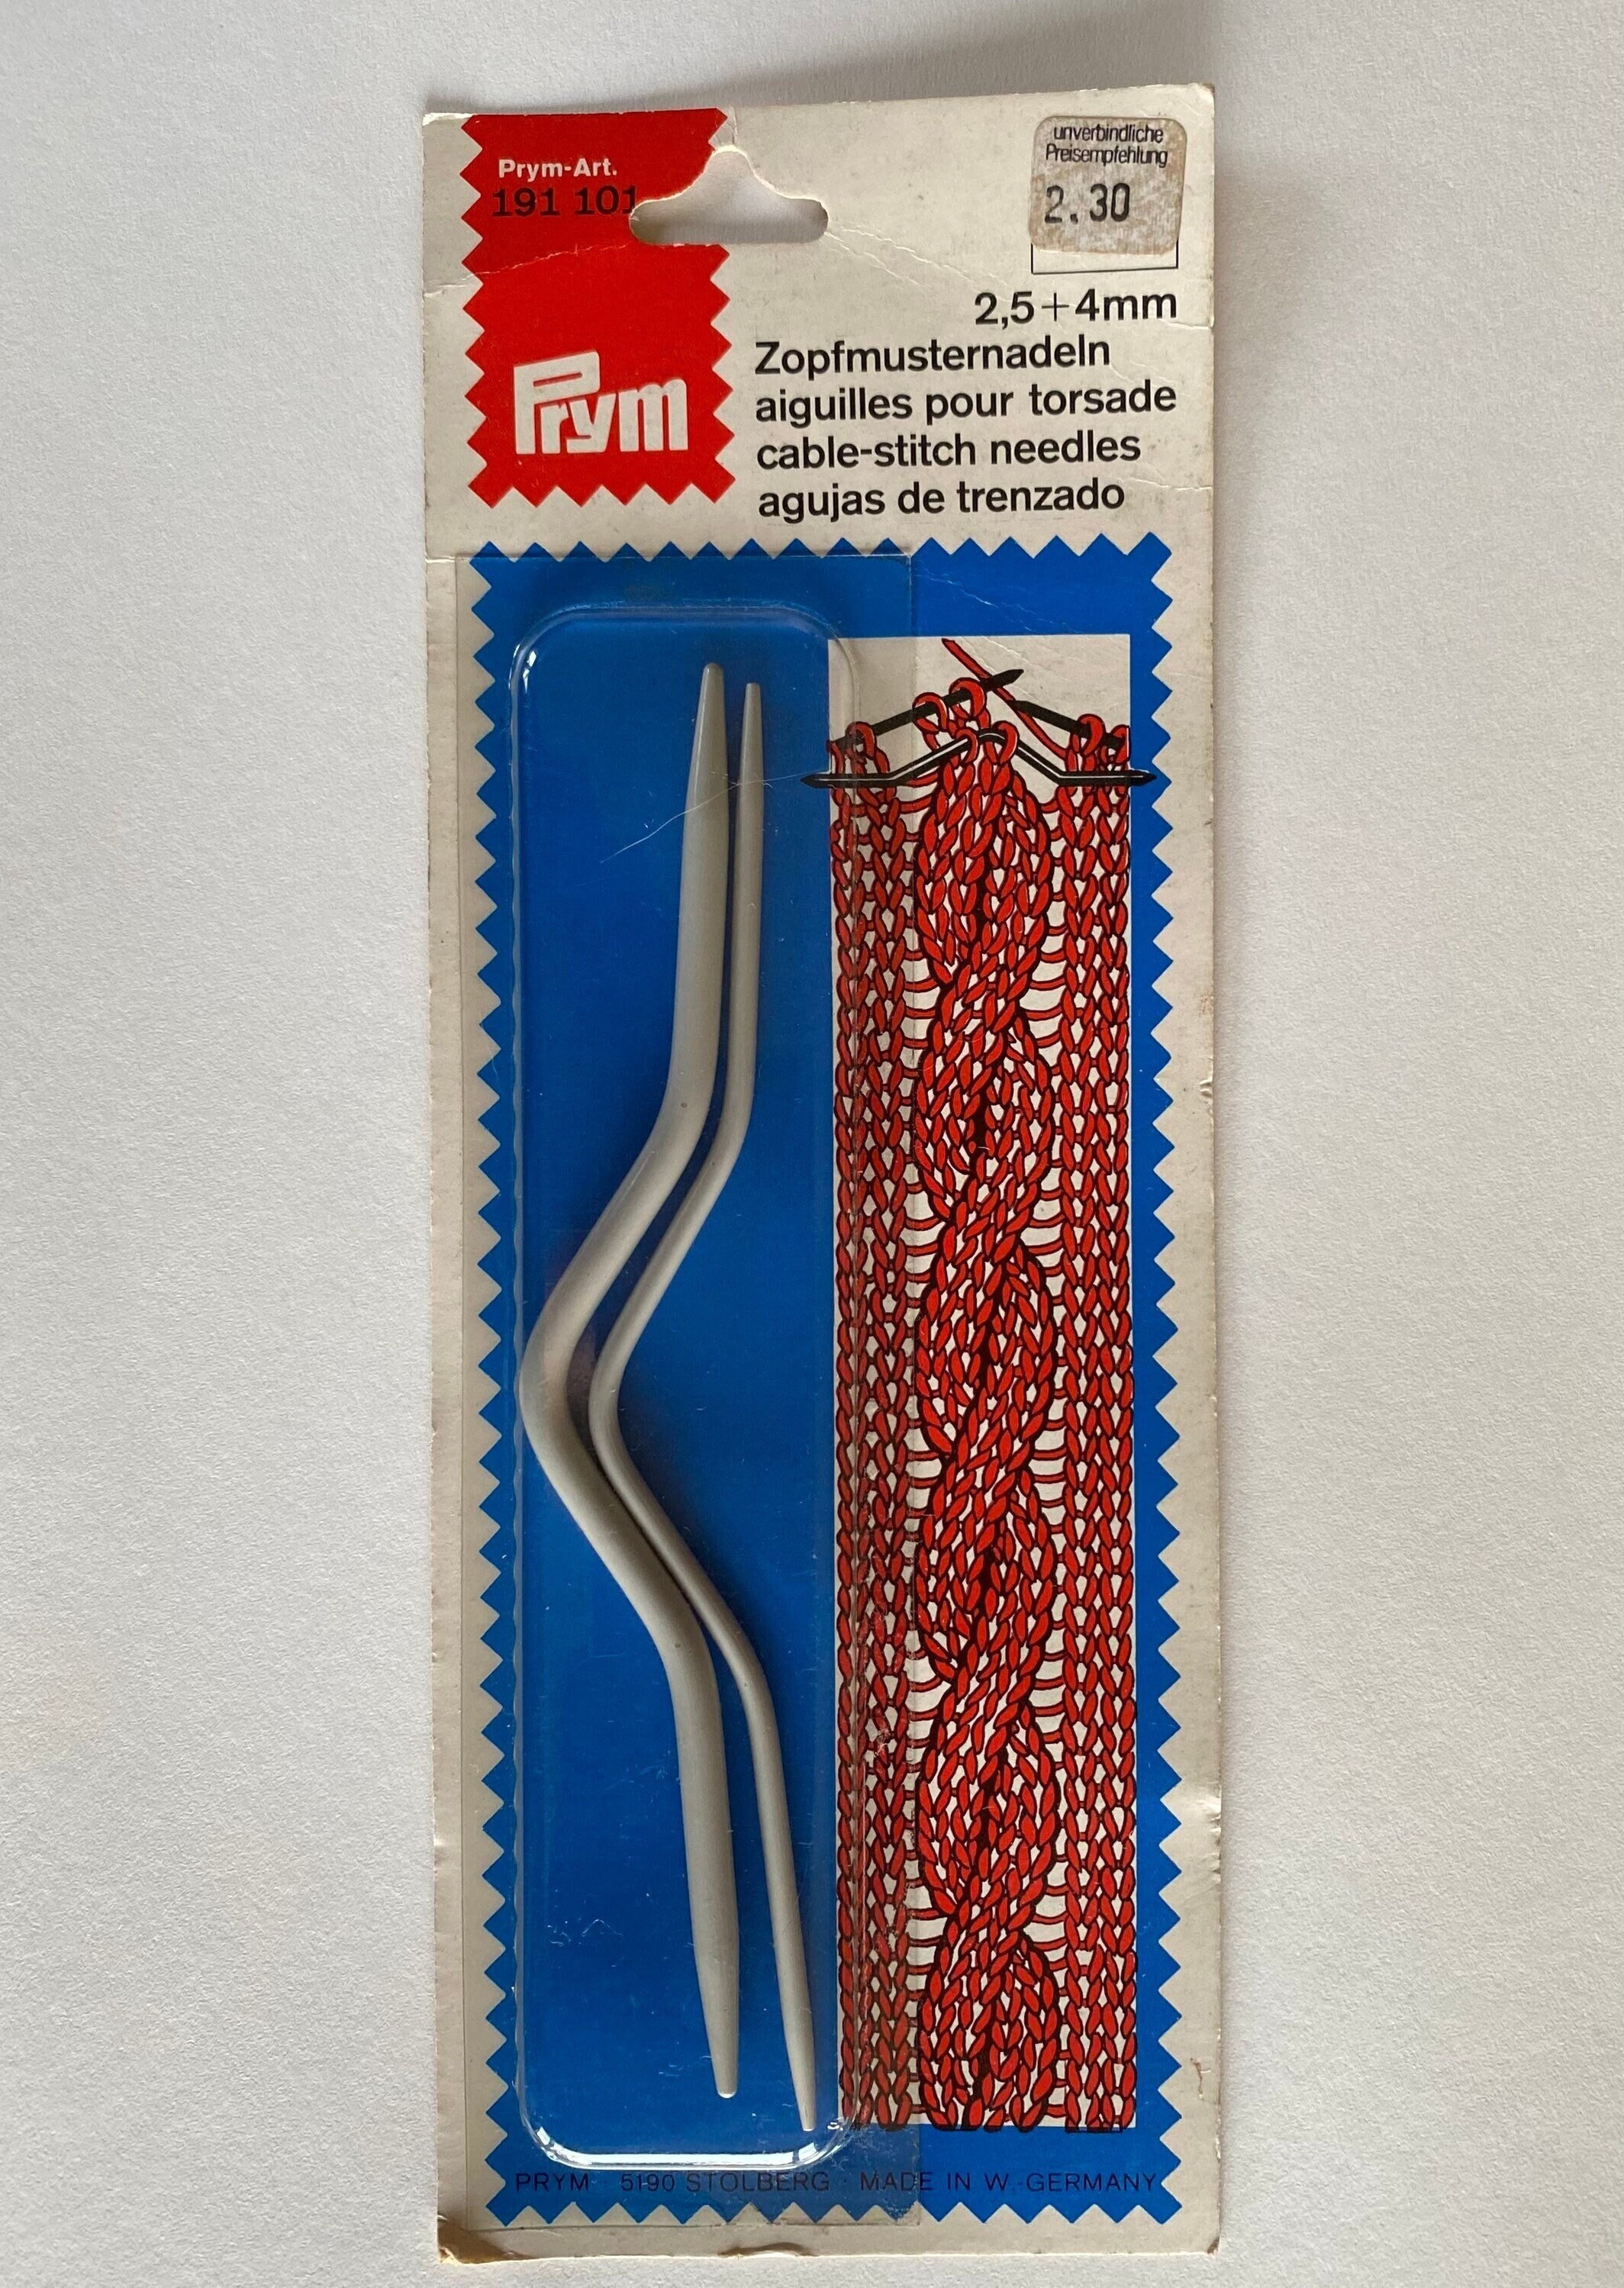 Prym-Art.
191 101
unverbindliche
Preisempfehlung
2.30
Prym
2,5+4mm
Zopfmusternadeln
aiguilles pour torsade
cable-stitch needles
agujas de trenzado
PRYM · 5190 STOLBERG · MADE IN W.-GERMANY